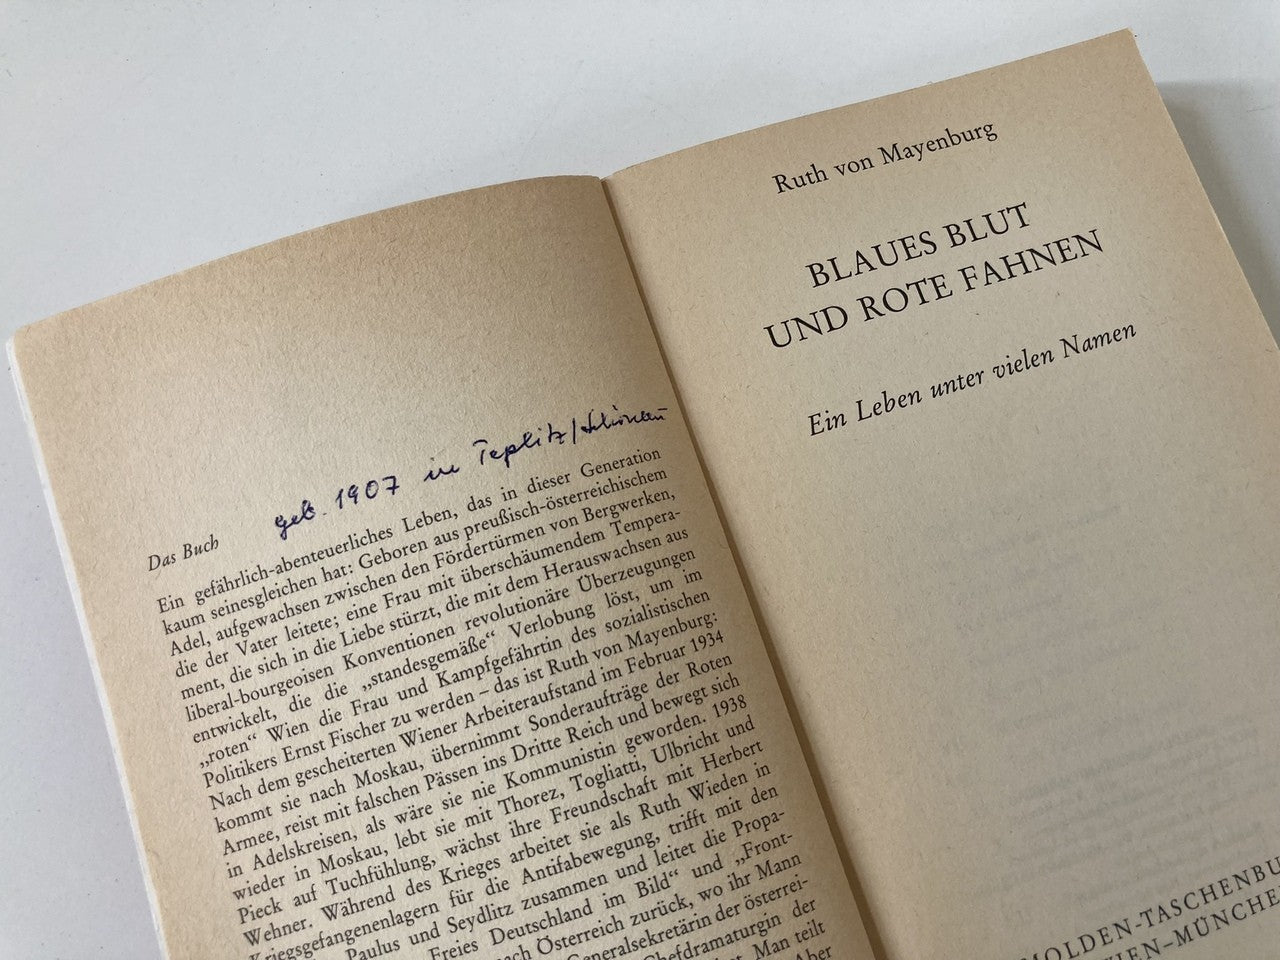 geb. 1907 in Teplitz/Schönau
Das Buch
Ein gefährlich-abenteuerliches Leben, das in dieser Generation
kaum seinesgleichen hat: Geboren aus preußisch-österreichischem
Adel, aufgewachsen zwischen den Fördertürmen von Bergwerken,
die der Vater leitete; eine Frau mit überschäumendem Tempera-
ment, die sich in die Liebe stürzt, die mit dem Herauswachsen aus
liberal-bourgeoisen Konventionen revolutionäre Überzeugungen
entwickelt, die die „standesgemäße“ Verlobung löst, um im
„roten“ Wien die Frau und Kampfgefährtin des sozialistischen
Politikers Ernst Fischer zu werden – das ist Ruth von Mayenburg:
Nach dem gescheiterten Wiener Arbeiteraufstand im Februar 1934
kommt sie nach Moskau, übernimmt Sonderaufträge der Roten
Armee, reist mit falschen Pässen ins Dritte Reich und bewegt sich
in Adelskreisen, als wäre sie nie Kommunistin geworden. 1938
wieder in Moskau, lebt sie mit Thorez, Togliatti, Ulbricht und
Pieck auf Tuchfühlung, wächst ihre Freundschaft mit Herbert
Wehner. Während des Krieges arbeitet sie als Ruth Wieden in
Kriegsgefangenenlagern für die Antifabewegung, trifft mit den
Paulus und Seydlitz zusammen und leitet die Propa-
Freies Deutschland im Bild“ und „Front-
nach Österreich zurück, wo ihr Mann
Generalsekretärin der österrei-
Chefdramaturgin der
Man teilt
Aber
Ruth von Mayenburg
BLAUES BLUT
UND ROTE FAHNEN
Ein Leben unter vielen Namen
MOLDEN-TASCHENBU
WIEN–MÜNCHE